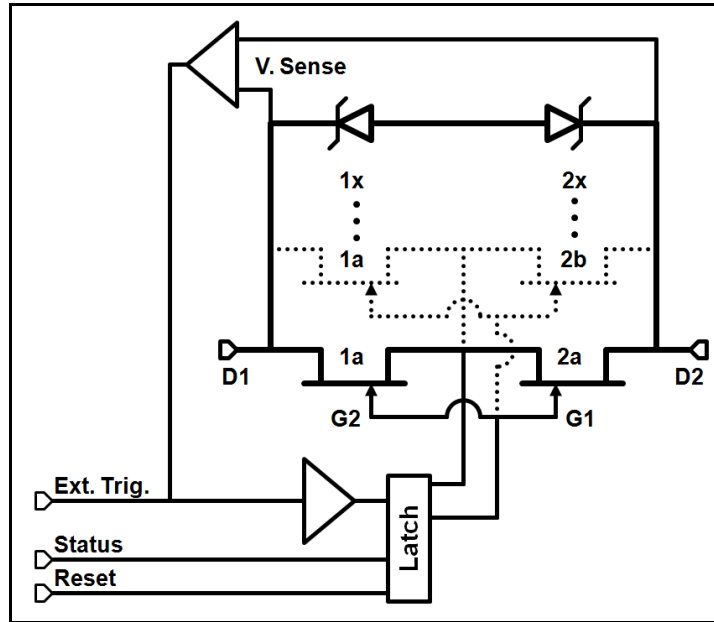 V. Sense
1x 2x
1a 2b
1a 2a
D1 D2
G2 G1
Ext. Trig.
Latch
Status
Reset